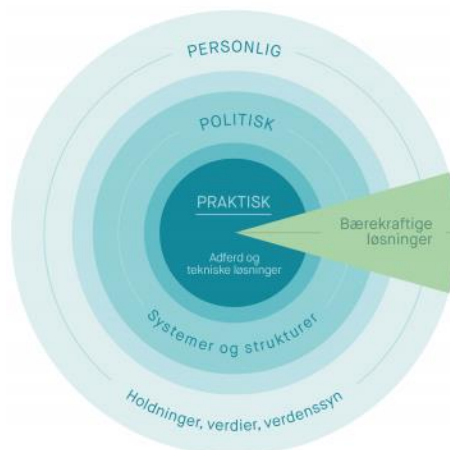 PERSONLIG
POLITISK
PRAKTISK
Adferd og
tekniske løsninger
Bærekraftige
løsninger
Systemer og strukturer
Holdninger, verdier, verdenssyn